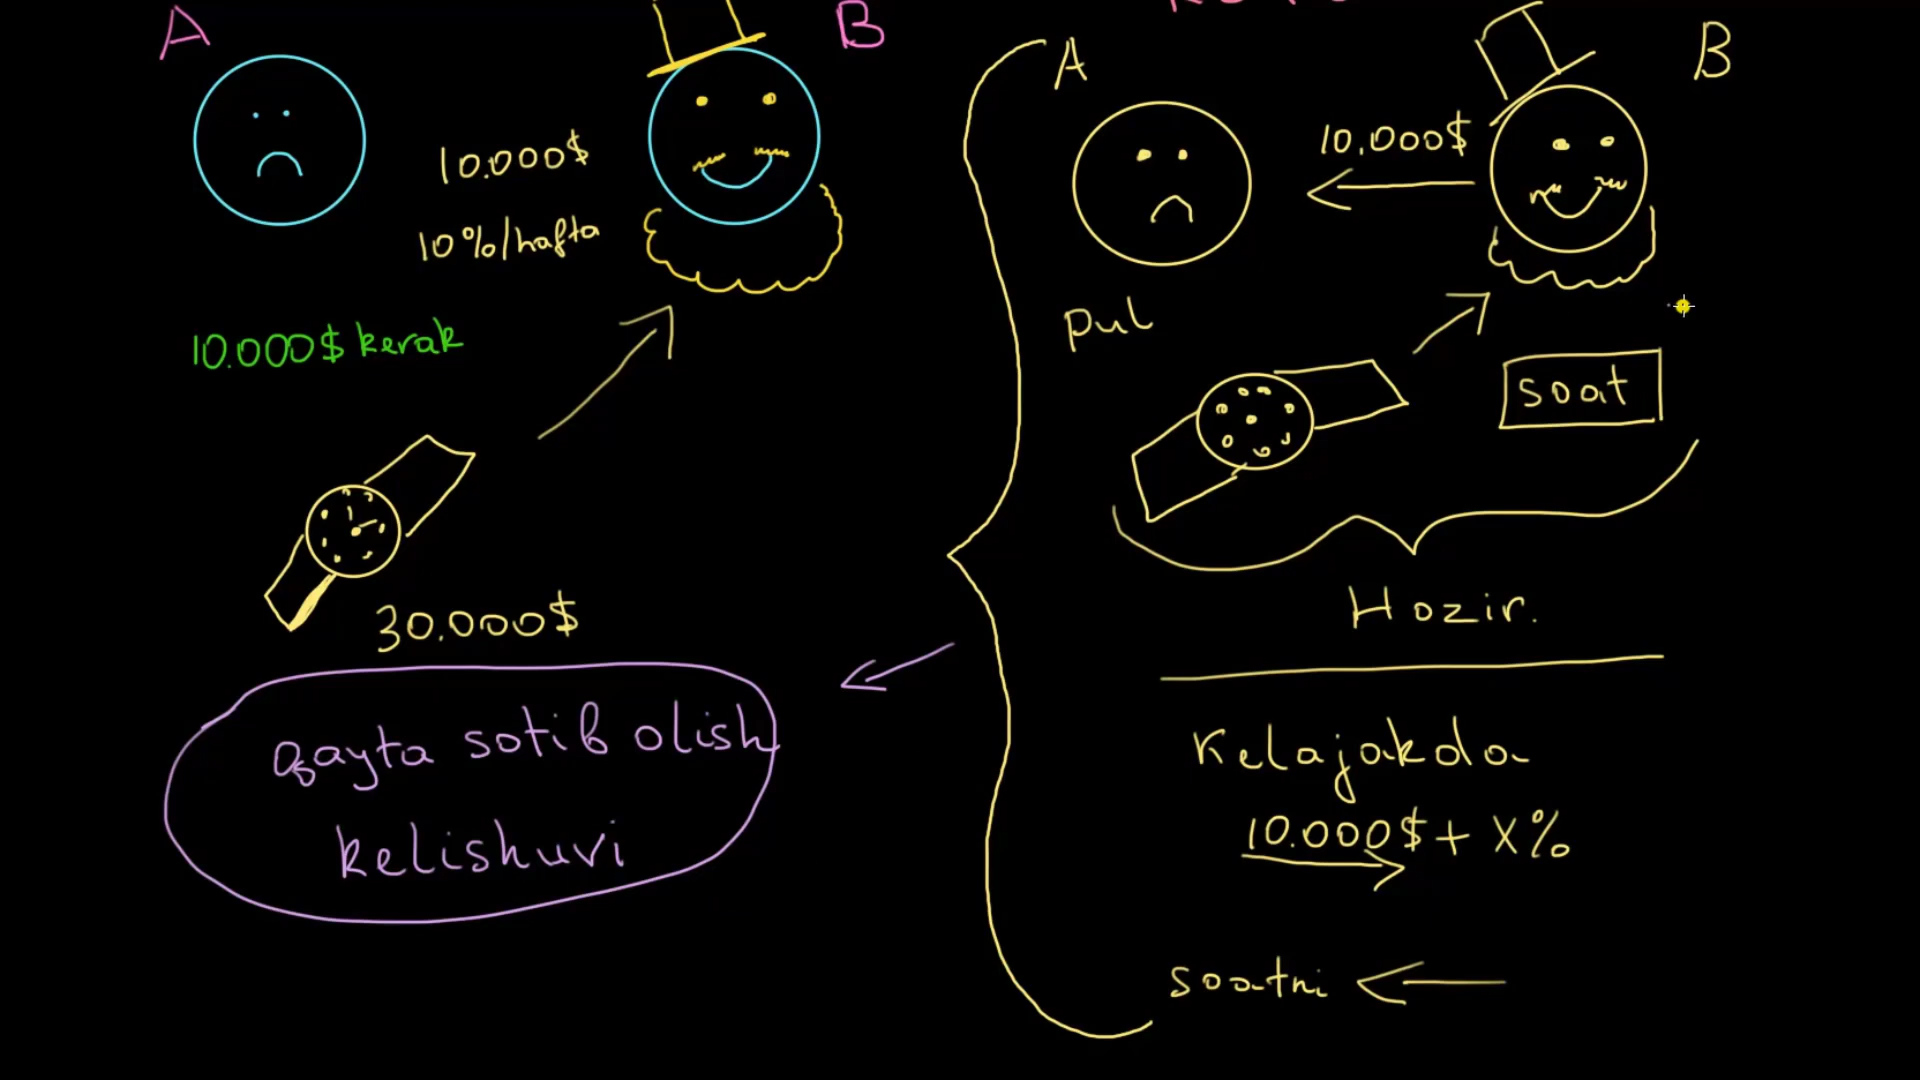 A
B
10.000$
10%/hafta
10.000$ kerak
30.000$
qayta sotib olish
kelishuvi
A
B
10.000$
pul
soat
Hozir.
Kelajakda
10.000$ + X%
soatni